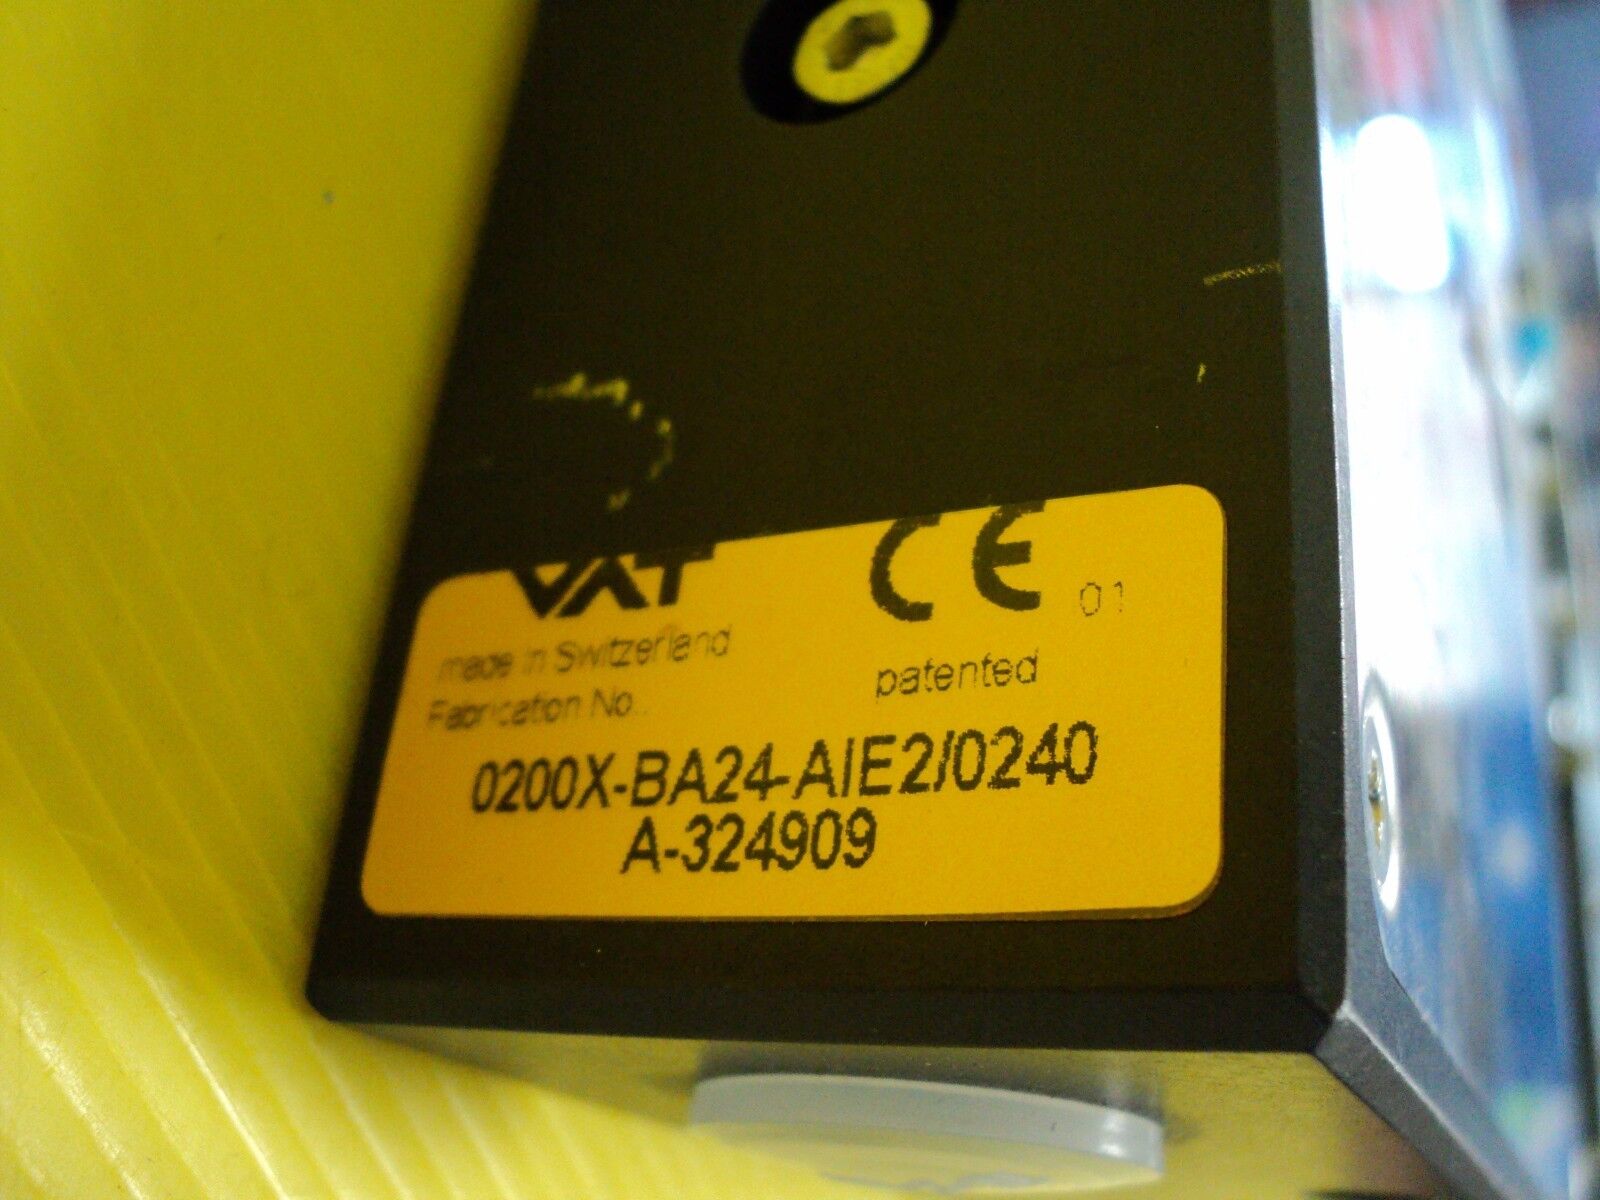 VAT CE 01
made in Switzerland patented
Fabrication No.:
0200X-BA24-AIE2/0240
A-324909